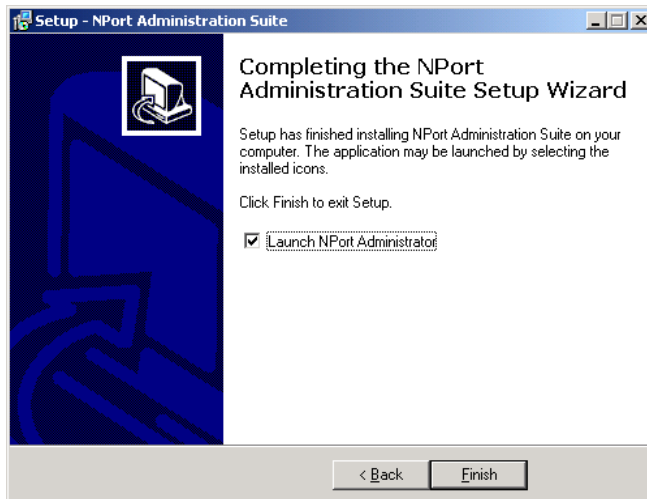 Setup - NPort Administration Suite
Completing the NPort
Administration Suite Setup Wizard
Setup has finished installing NPort Administration Suite on your
computer. The application may be launched by selecting the
installed icons.
Click Finish to exit Setup.
Launch NPort Administrator
< Back
Finish